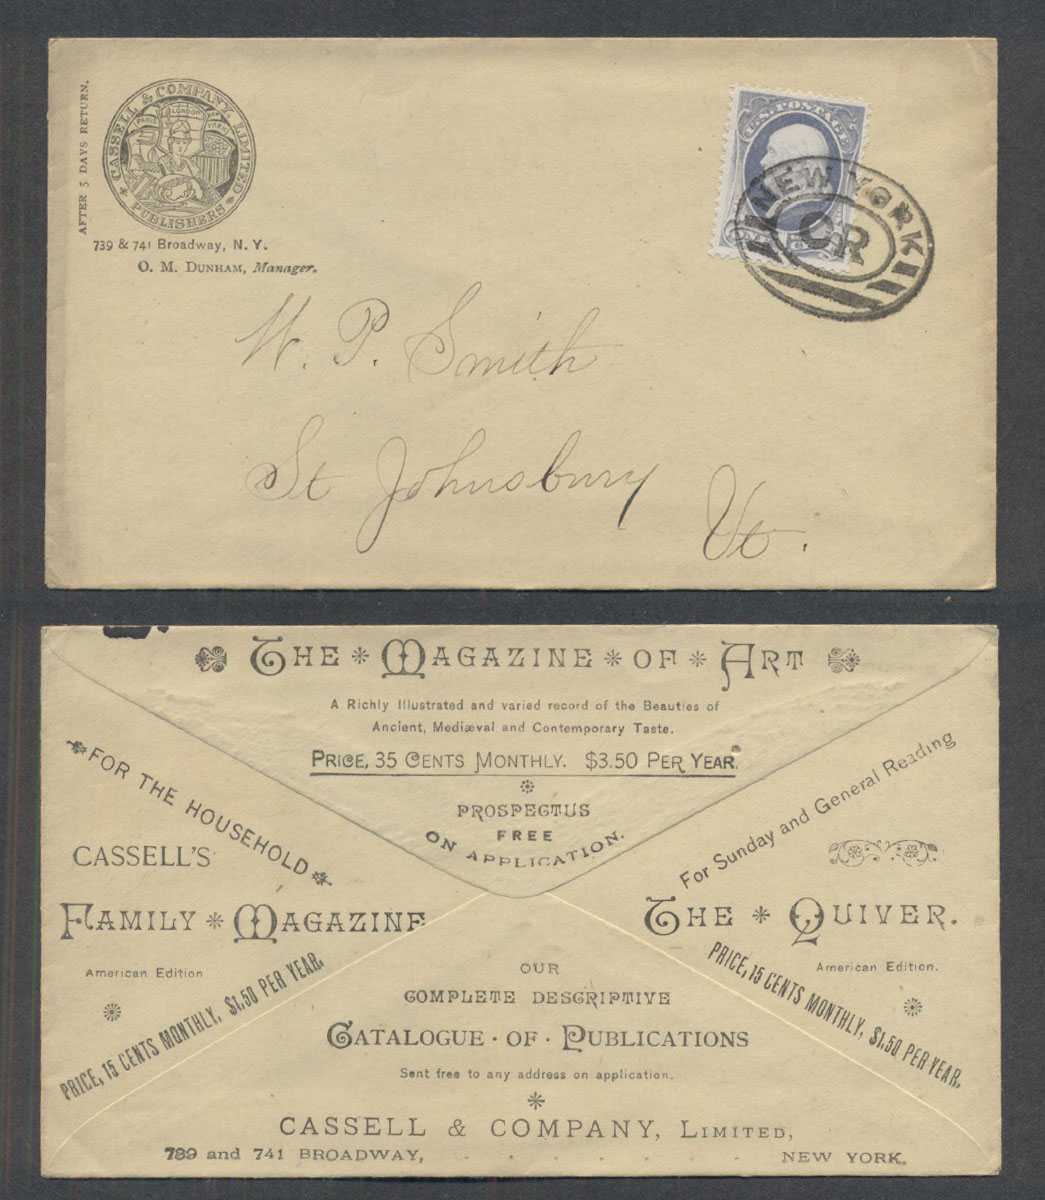 AFTER 5 DAYS RETURN.
CASSELL & COMPANY, LIMITED
PARIS LONDON
PUBLISHERS
739 & 741 Broadway, N. Y.
O. M. DUNHAM, Manager.
U. S. POSTAGE
NEW YORK
OR
W. P. Smith
St Johnsbury
Vt.
THE * MAGAZINE * OF * ART
A Richly Illustrated and varied record of the Beauties of
Ancient, Mediæval and Contemporary Taste.
PRICE, 35 CENTS MONTHLY. $3.50 PER YEAR.
PROSPECTUS
FREE
ON APPLICATION.
FOR THE HOUSEHOLD
CASSELL'S
FAMILY * MAGAZINE
American Edition
PRICE, 15 CENTS MONTHLY, $1.50 PER YEAR.
For Sunday and General Reading
THE * QUIVER.
American Edition.
PRICE, 15 CENTS MONTHLY, $1.50 PER YEAR.
OUR
COMPLETE DESCRIPTIVE
CATALOGUE · OF · PUBLICATIONS
Sent free to any address on application.
CASSELL & COMPANY, LIMITED,
739 and 741 BROADWAY, . . . . . . . NEW YORK.